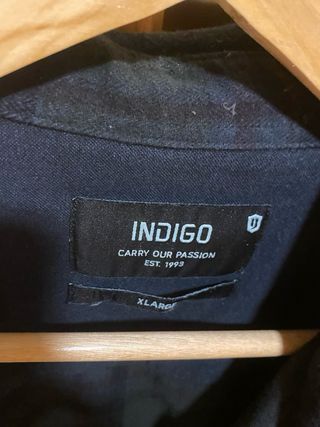 INDIGO
CARRY OUR PASSION
EST. 1993
XLARGE